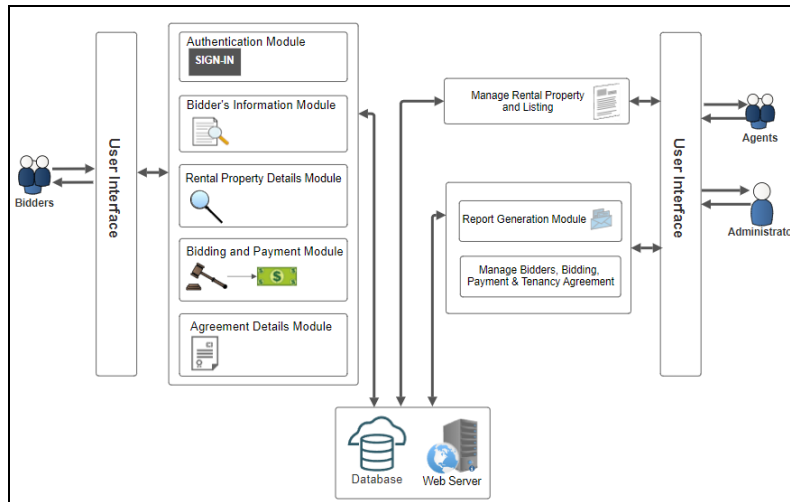 Bidders
User Interface
Authentication Module
SIGN-IN
Bidder's Information Module
Rental Property Details Module
Bidding and Payment Module
$
Agreement Details Module
Manage Rental Property
and Listing
Report Generation Module
Manage Bidders, Bidding,
Payment & Tenancy Agreement
User Interface
Agents
Administrato
Database
Web Server